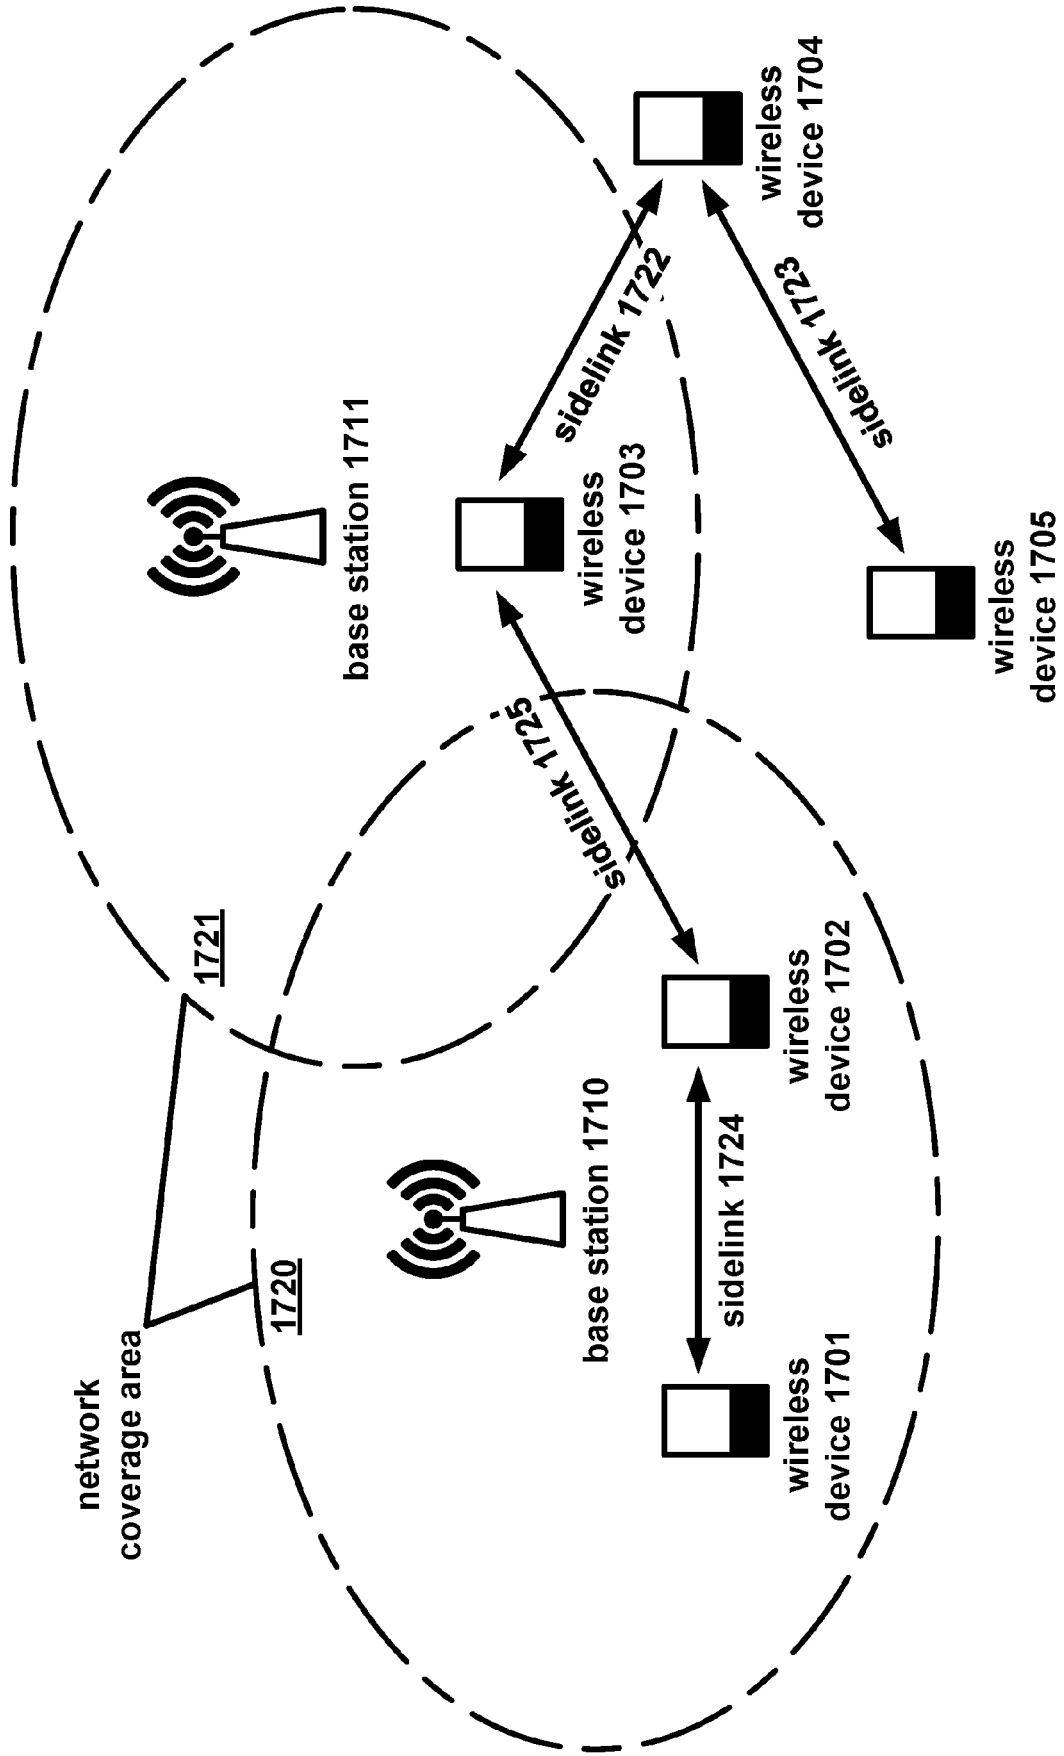 network
coverage area
1720
1721
base station 1711
base station 1710
sidelink 1725
sidelink 1722
wireless
device 1703
wireless
device 1704
sidelink 1724
wireless
device 1701
wireless
device 1702
sidelink 1723
wireless
device 1705